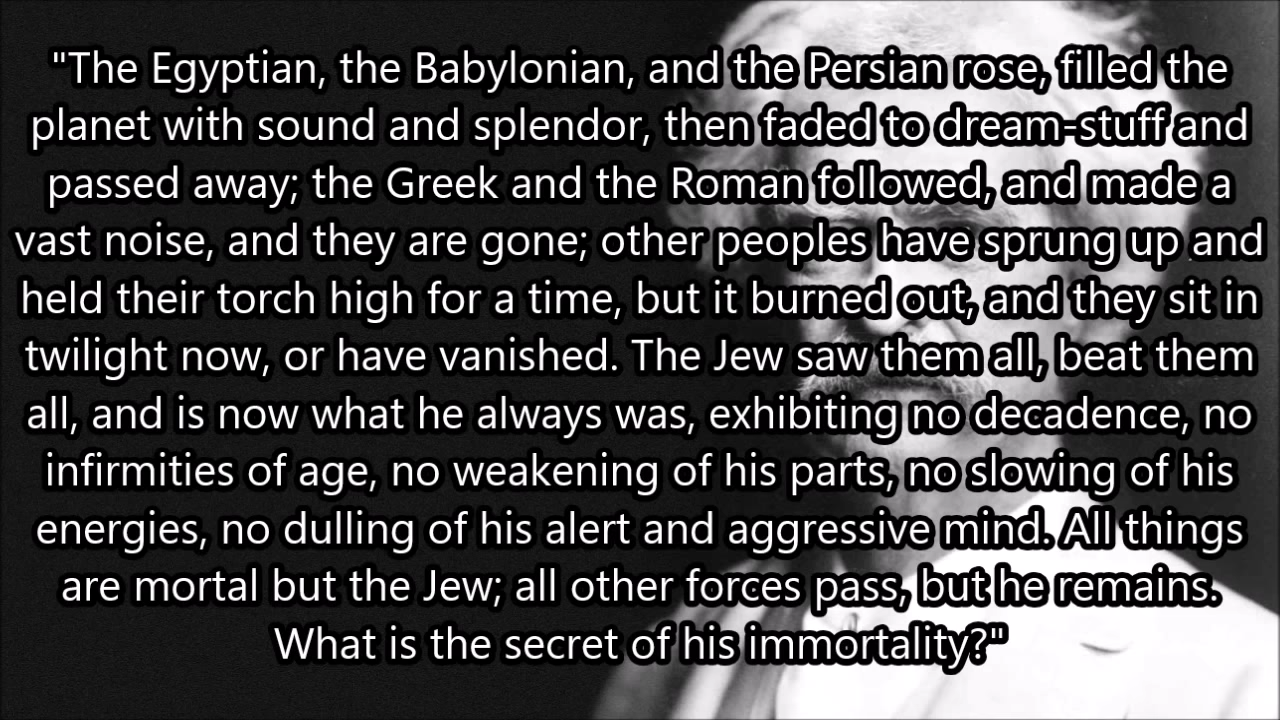 "The Egyptian, the Babylonian, and the Persian rose, filled the
planet with sound and splendor, then faded to dream-stuff and
passed away; the Greek and the Roman followed, and made a
vast noise, and they are gone; other peoples have sprung up and
held their torch high for a time, but it burned out, and they sit in
twilight now, or have vanished. The Jew saw them all, beat them
all, and is now what he always was, exhibiting no decadence, no
infirmities of age, no weakening of his parts, no slowing of his
energies, no dulling of his alert and aggressive mind. All things
are mortal but the Jew; all other forces pass, but he remains.
What is the secret of his immortality?"